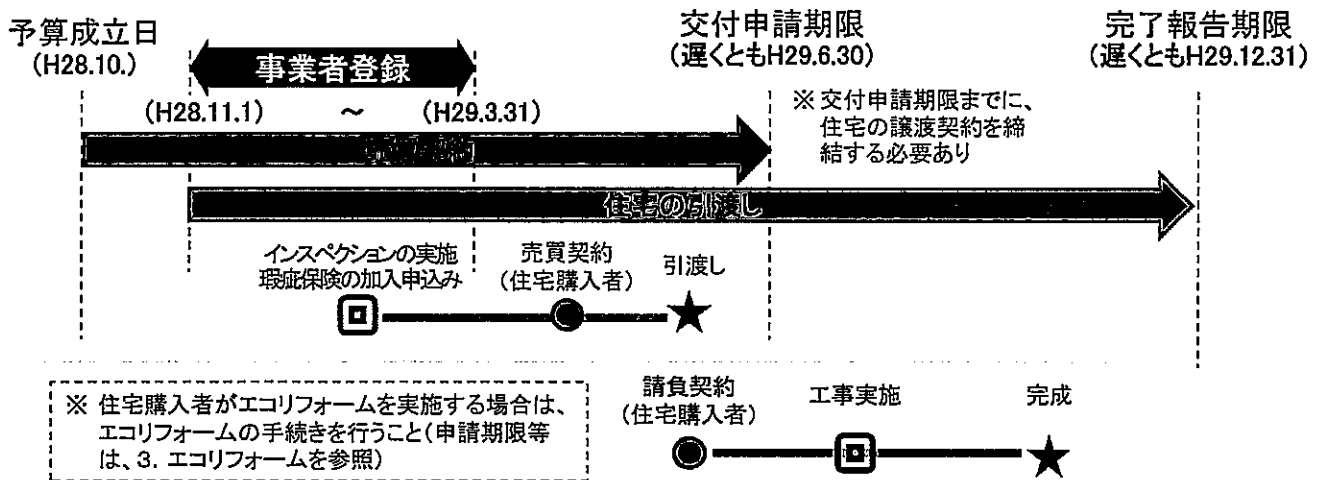 予算成立日
(H28.10.)
事業者登録
(H28.11.1) ～ (H29.3.31)
交付申請期限
(遅くともH29.6.30)
完了報告期限
(遅くともH29.12.31)
※ 交付申請期限までに、
住宅の譲渡契約を締
結する必要あり
住宅の引渡し
インスペクションの実施
瑕疵保険の加入申込み
売買契約
(住宅購入者)
引渡し
※ 住宅購入者がエコリフォームを実施する場合は、
エコリフォームの手続きを行うこと(申請期限等
は、3. エコリフォームを参照)
請負契約
(住宅購入者)
工事実施
完成